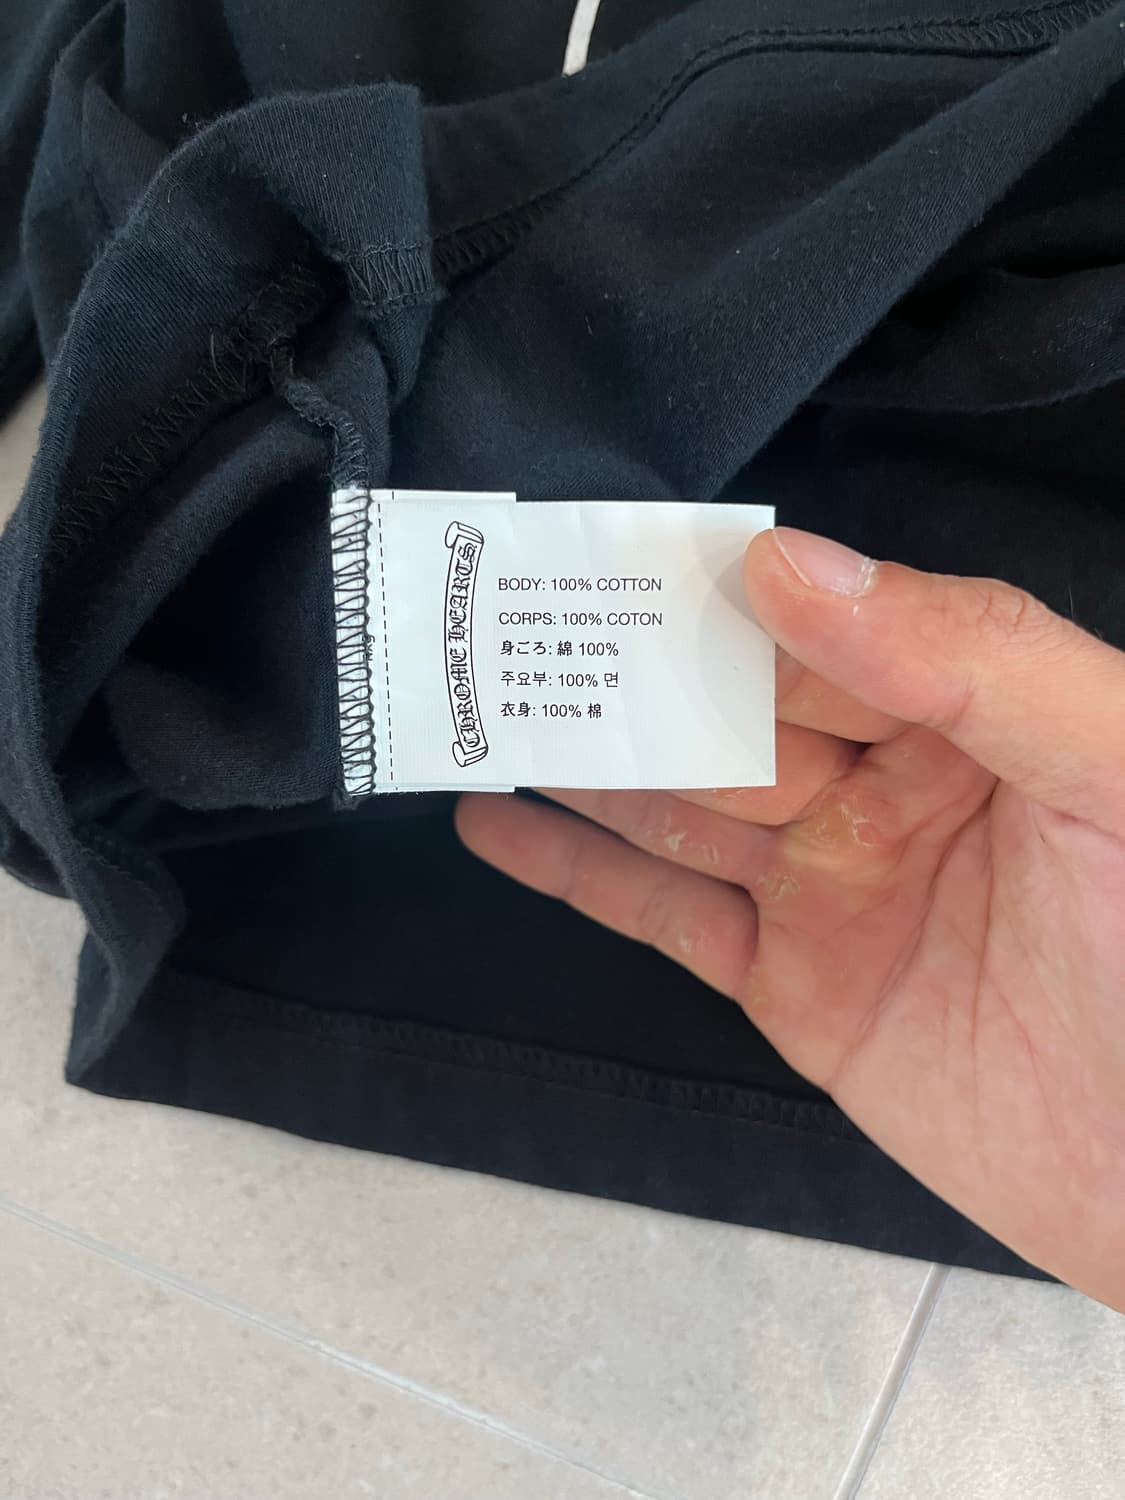 CHROME HEARTS
BODY: 100% COTTON
CORPS: 100% COTON
身ごろ: 綿 100%
주요부: 100% 면
衣身: 100% 棉